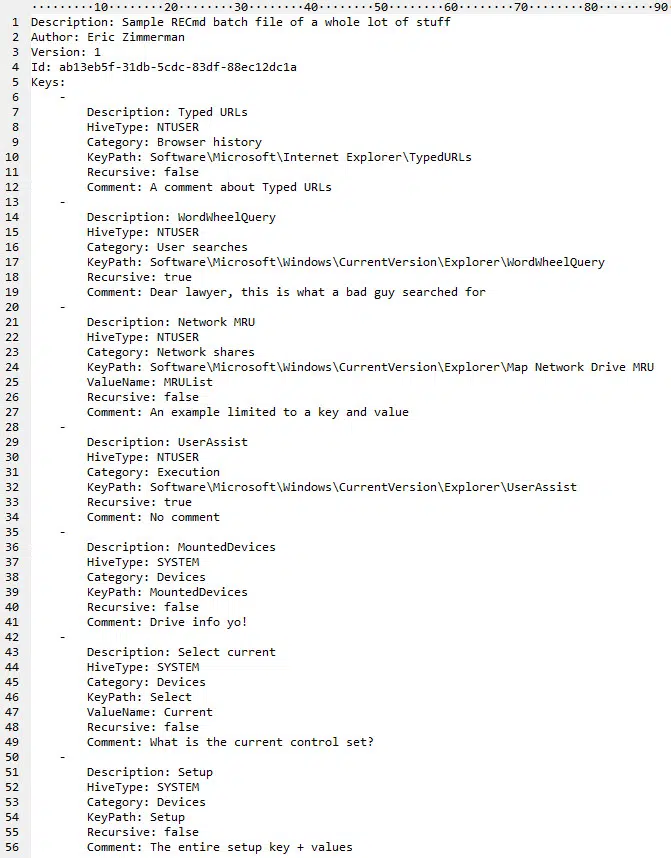 ·········10········20········30········40········50········60········70········80········90
1 Description: Sample RECmd batch file of a whole lot of stuff
2 Author: Eric Zimmerman
3 Version: 1
4 Id: ab13eb5f-31db-5cdc-83df-88ec12dc1a
5 Keys:
6     -
7         Description: Typed URLs
8         HiveType: NTUSER
9         Category: Browser history
10         KeyPath: Software\Microsoft\Internet Explorer\TypedURLs
11         Recursive: false
12         Comment: A comment about Typed URLs
13     -
14         Description: WordWheelQuery
15         HiveType: NTUSER
16         Category: User searches
17         KeyPath: Software\Microsoft\Windows\CurrentVersion\Explorer\WordWheelQuery
18         Recursive: true
19         Comment: Dear lawyer, this is what a bad guy searched for
20     -
21         Description: Network MRU
22         HiveType: NTUSER
23         Category: Network shares
24         KeyPath: Software\Microsoft\Windows\CurrentVersion\Explorer\Map Network Drive MRU
25         ValueName: MRUList
26         Recursive: false
27         Comment: An example limited to a key and value
28     -
29         Description: UserAssist
30         HiveType: NTUSER
31         Category: Execution
32         KeyPath: Software\Microsoft\Windows\CurrentVersion\Explorer\UserAssist
33         Recursive: true
34         Comment: No comment
35     -
36         Description: MountedDevices
37         HiveType: SYSTEM
38         Category: Devices
39         KeyPath: MountedDevices
40         Recursive: false
41         Comment: Drive info yo!
42     -
43         Description: Select current
44         HiveType: SYSTEM
45         Category: Devices
46         KeyPath: Select
47         ValueName: Current
48         Recursive: false
49         Comment: What is the current control set?
50     -
51         Description: Setup
52         HiveType: SYSTEM
53         Category: Devices
54         KeyPath: Setup
55         Recursive: false
56         Comment: The entire setup key + values